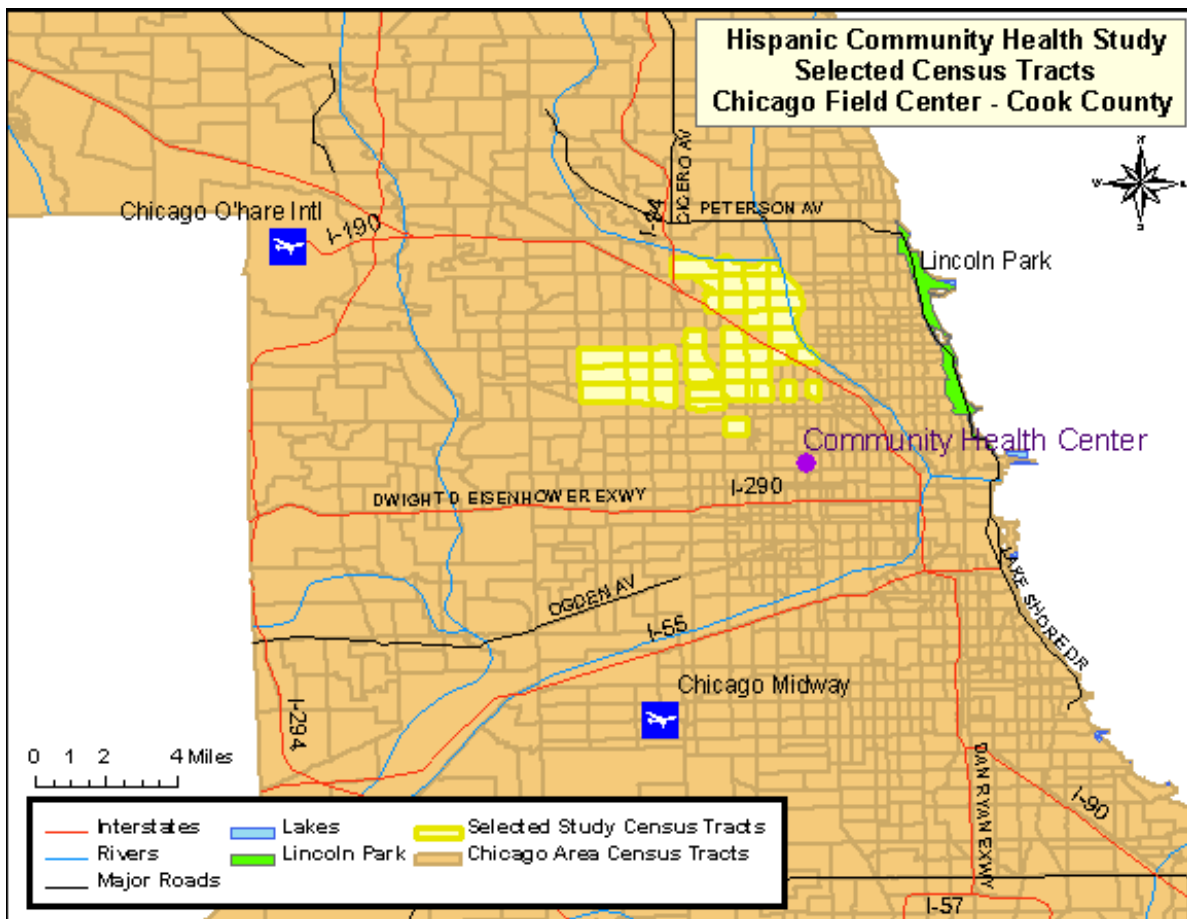 Hispanic Community Health Study
Selected Census Tracts
Chicago Field Center - Cook County
N
W
E
S
CICERO AV
I-94
PETERSON AV
Chicago O'hare Intl
I-190
Lincoln Park
Community Health Center
I-290
DWIGHT D EISENHOWER EXWY
OGDEN AV
I-55
LAKE SHORE DR
Chicago Midway
I-294
0 1 2 4 Miles
DAN RYAN EXWY
I-90
I-57
Interstates
Lakes
Selected Study Census Tracts
Rivers
Lincoln Park
Chicago Area Census Tracts
Major Roads